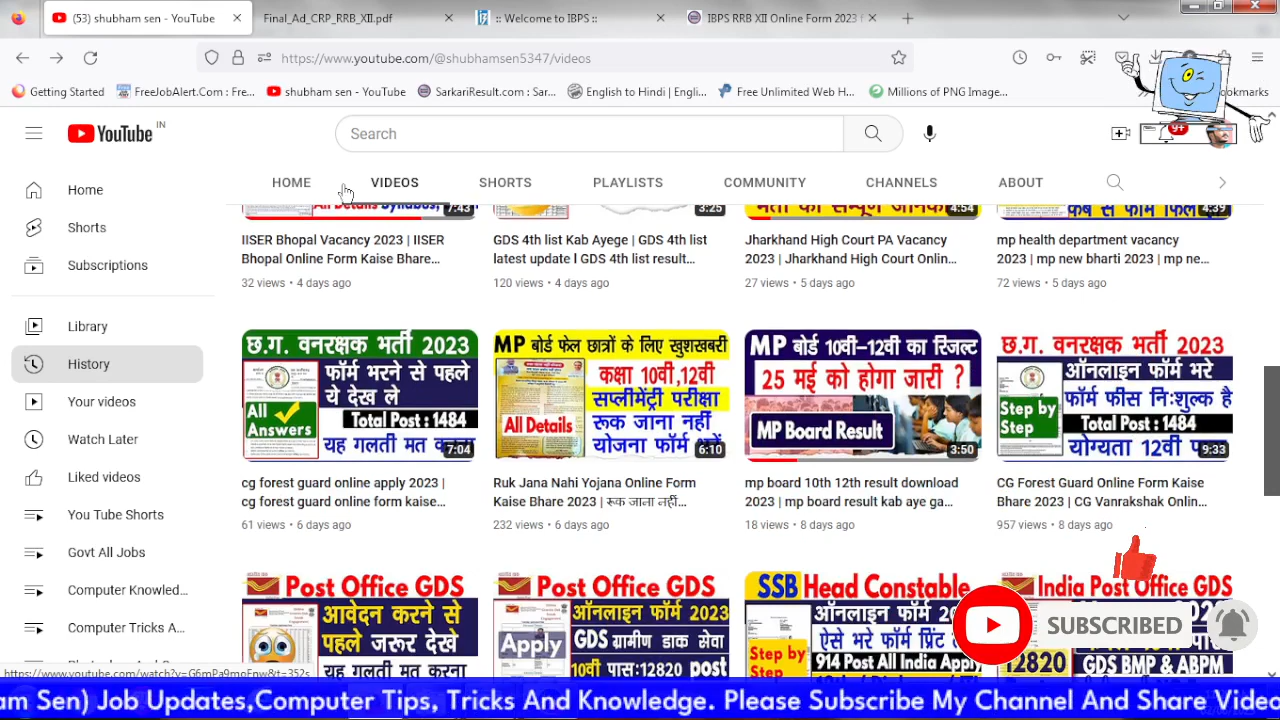 (53) shubham sen - YouTube
Final_Ad_CRP_RRB_XII.pdf
:: Welcome to IBPS ::
IBPS RRB XII Online Form 2023 f
https://www.youtube.com/@shubhamsen5347/videos
Getting Started
FreeJobAlert.Com : Fre...
shubham sen - YouTube
SarkariResult.com : Sar...
English to Hindi | Engli...
Free Unlimited Web H...
Millions of PNG Image...
YouTube IN
Search
9+
HOME
VIDEOS
SHORTS
PLAYLISTS
COMMUNITY
CHANNELS
ABOUT
Home
Shorts
Subscriptions
Library
History
Your videos
Watch Later
Liked videos
You Tube Shorts
Govt All Jobs
Computer Knowled...
Computer Tricks A...
7:43
3:25
4:54
4:39
IISER Bhopal Vacancy 2023 | IISER
Bhopal Online Form Kaise Bhare...
32 views • 4 days ago
GDS 4th list Kab Ayege | GDS 4th list
latest update l GDS 4th list result...
120 views • 4 days ago
Jharkhand High Court PA Vacancy
2023 | Jharkhand High Court Onlin...
27 views • 5 days ago
mp health department vacancy
2023 | mp new bharti 2023 | mp ne...
72 views • 5 days ago
छ.ग. वनरक्षक भर्ती 2023
फॉर्म भरने से पहले
ये देख ले
All
Answers
Total Post : 1484
यह गलती मत
7:04
MP बोर्ड फेल छात्रों के लिए खुशखबरी
कक्षा 10वी,12वी
सप्लीमेंट्री परीक्षा
All Details
रूक जाना नहीं
योजना फॉर्म
6:10
MP बोर्ड 10वी-12वी का रिजल्ट
25 मई को होगा जारी ?
MP Board Result
3:50
छ.ग. वनरक्षक भर्ती 2023
ऑनलाइन फॉर्म भरे
फॉर्म फीस निःशुल्क है
Step by
Step
Total Post : 1484
योग्यता 12वी
9:33
cg forest guard online apply 2023 |
cg forest guard online form kaise...
61 views • 6 days ago
Ruk Jana Nahi Yojana Online Form
Kaise Bhare 2023 | रूक जाना नहीं...
232 views • 6 days ago
mp board 10th 12th result download
2023 | mp board result kab aye ga...
18 views • 8 days ago
CG Forest Guard Online Form Kaise
Bhare 2023 | CG Vanrakshak Onlin...
957 views • 8 days ago
Post Office GDS
आवेदन करने से
पहले जरूर देखे
यह गलती मत करना
Post Office GDS
ऑनलाइन फॉर्म 2023
GDS ग्रामीण डाक सेवा
Apply
10वी पास:12820 post
SSB Head Constable
ऑनलाइन फॉर्म
ऐसे भरे फॉर्म प्रिंट
Step by
Step
914 Post All India Apply
India Post Office GDS
12820
GDS BMP & ABPM
SUBSCRIBED
https://www.youtube.com/watch?v=G6mPa9moFnw&t=352s
am Sen) Job Updates,Computer Tips, Tricks And Knowledge. Please Subscribe My Channel And Share, Video